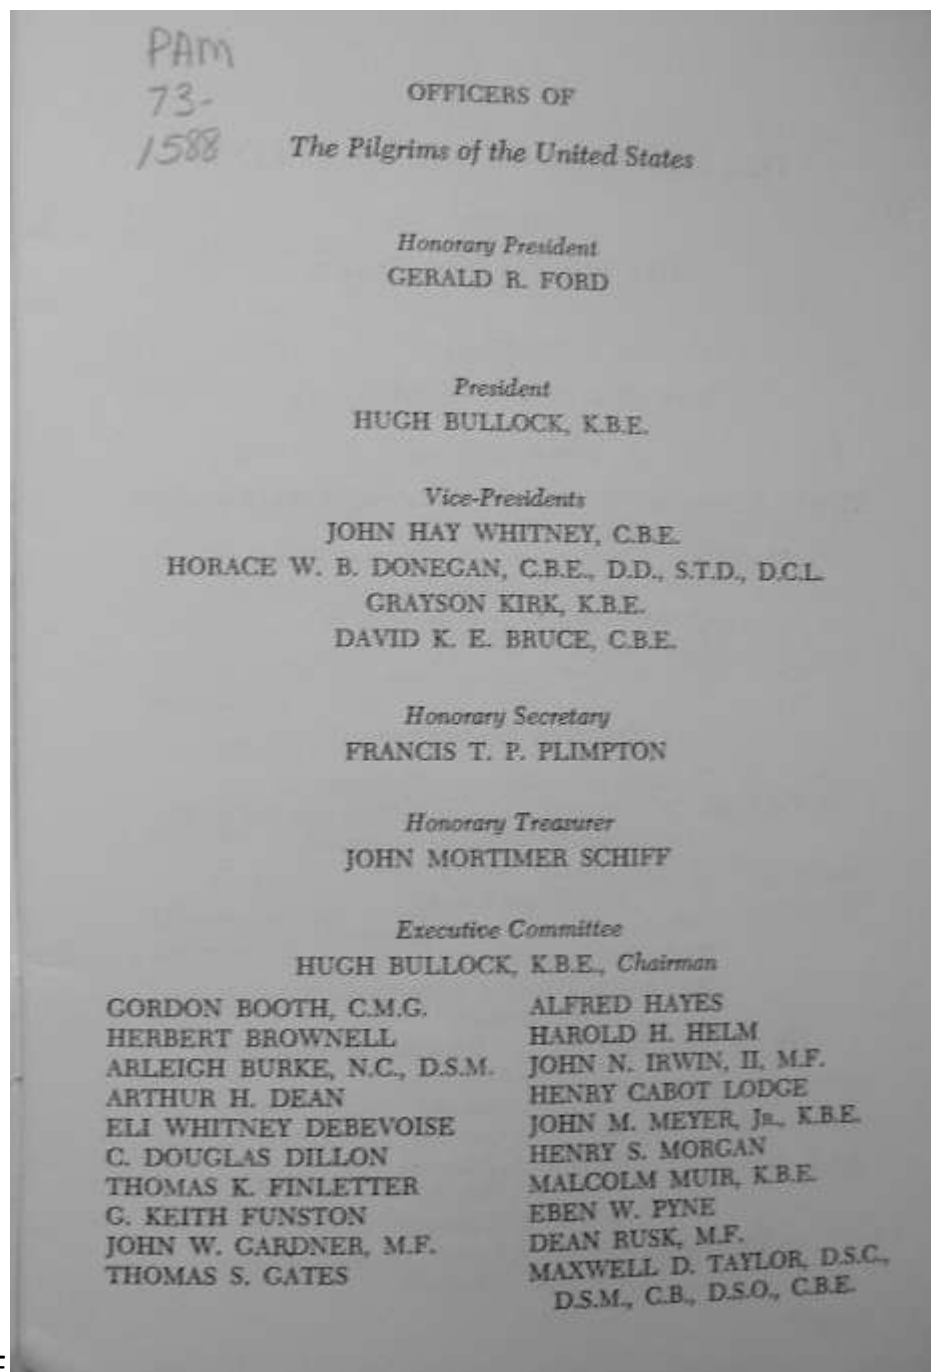 PAM
73-
1588
OFFICERS OF
The Pilgrims of the United States
Honorary President
GERALD R. FORD
President
HUGH BULLOCK, K.B.E.
Vice-Presidents
JOHN HAY WHITNEY, C.B.E.
HORACE W. B. DONEGAN, C.B.E., D.D., S.T.D., D.C.L.
GRAYSON KIRK, K.B.E.
DAVID K. E. BRUCE, C.B.E.
Honorary Secretary
FRANCIS T. P. PLIMPTON
Honorary Treasurer
JOHN MORTIMER SCHIFF
Executive Committee
HUGH BULLOCK, K.B.E., Chairman
GORDON BOOTH, C.M.G.
HERBERT BROWNELL
ARLEIGH BURKE, N.C., D.S.M.
ARTHUR H. DEAN
ELI WHITNEY DEBEVOISE
C. DOUGLAS DILLON
THOMAS K. FINLETTER
G. KEITH FUNSTON
JOHN W. GARDNER, M.F.
THOMAS S. GATES
ALFRED HAYES
HAROLD H. HELM
JOHN N. IRWIN, II, M.F.
HENRY CABOT LODGE
JOHN M. MEYER, JR., K.B.E.
HENRY S. MORGAN
MALCOLM MUIR, K.B.E.
EBEN W. PYNE
DEAN RUSK, M.F.
MAXWELL D. TAYLOR, D.S.C.,
D.S.M., C.B., D.S.O., C.B.E.